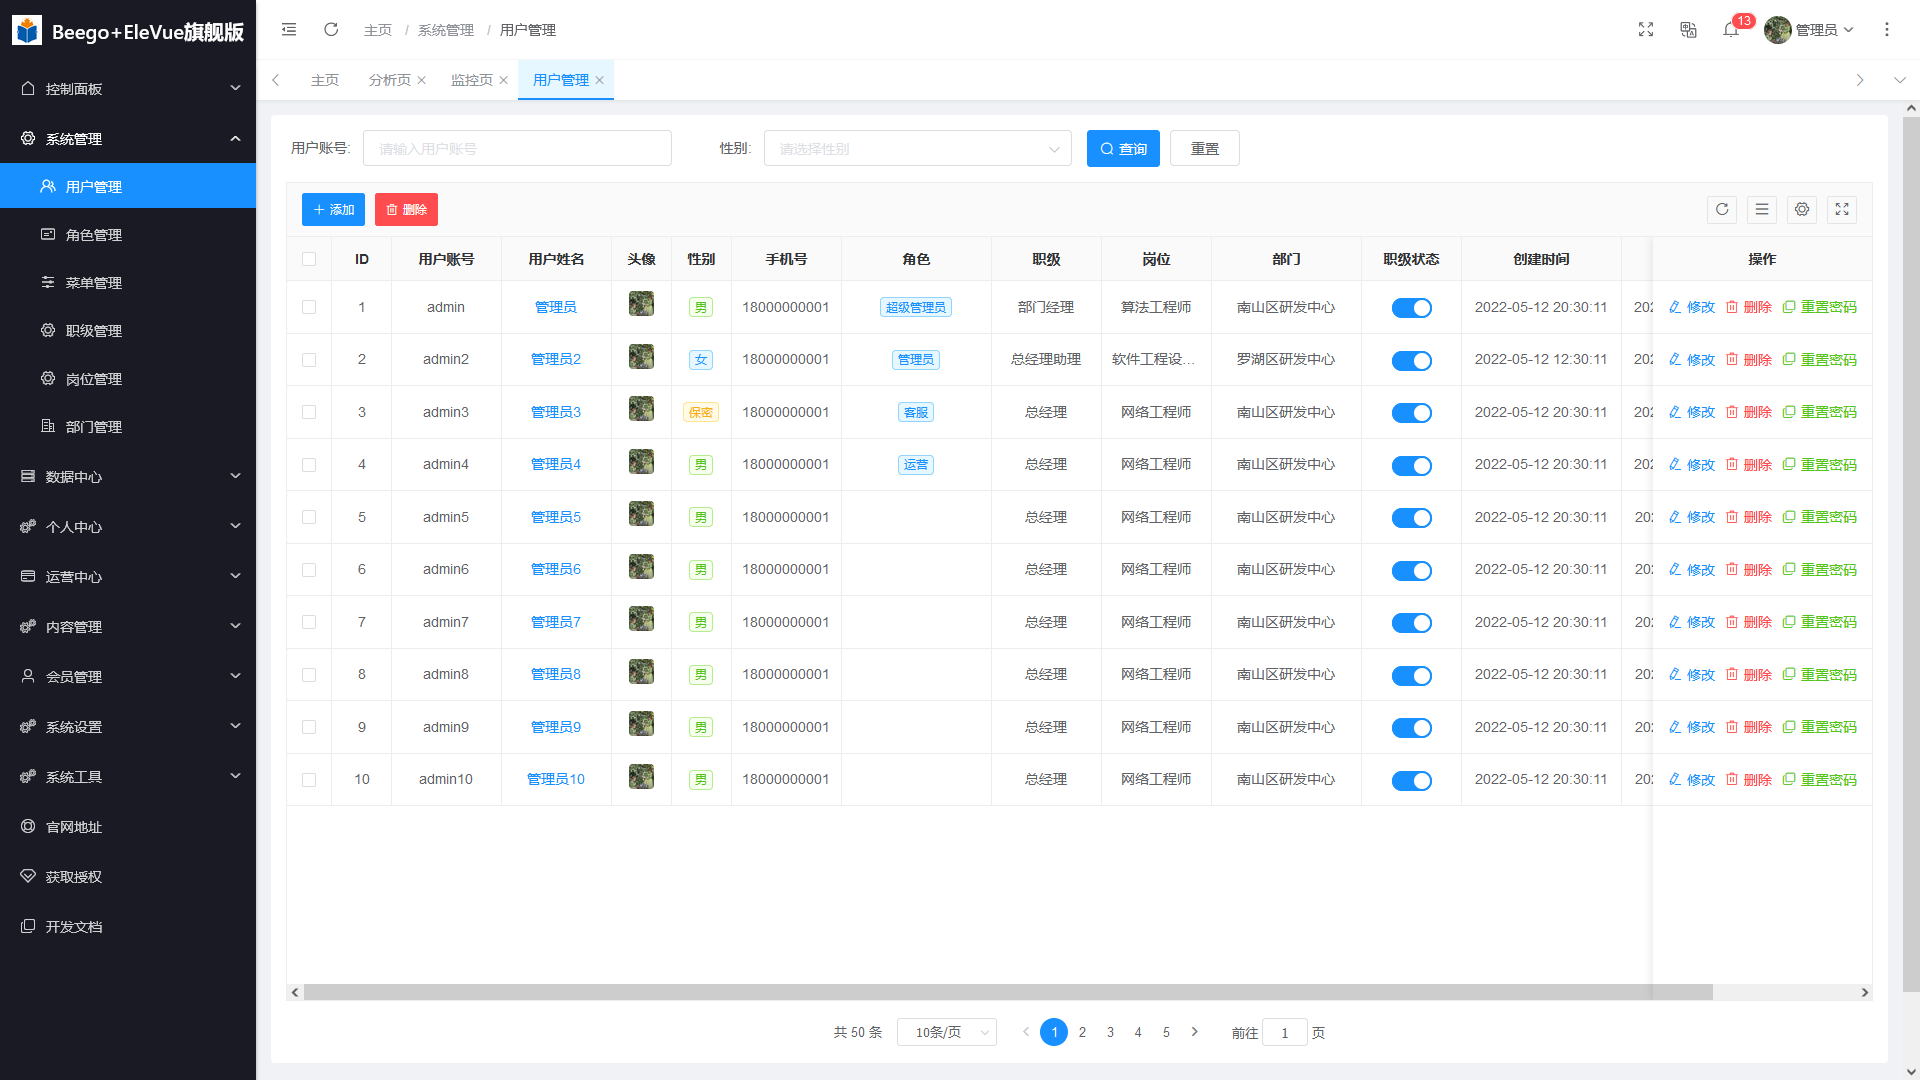 Beego+EleVue旗舰版
主页 / 系统管理 / 用户管理
13
管理员
主页
分析页
监控页
用户管理
控制面板
系统管理
用户管理
角色管理
菜单管理
职级管理
岗位管理
部门管理
数据中心
个人中心
运营中心
内容管理
会员管理
系统设置
系统工具
官网地址
获取授权
开发文档
用户账号: 请输入用户账号 性别: 请选择性别 查询 重置
添加 删除
ID 用户账号 用户姓名 头像 性别 手机号 角色 职级 岗位 部门 职级状态 创建时间 操作
1 admin 管理员 男 18000000001 超级管理员 部门经理 算法工程师 南山区研发中心 2022-05-12 20:30:11 202 修改 删除 重置密码
2 admin2 管理员2 女 18000000001 管理员 总经理助理 软件工程设... 罗湖区研发中心 2022-05-12 12:30:11 202 修改 删除 重置密码
3 admin3 管理员3 保密 18000000001 客服 总经理 网络工程师 南山区研发中心 2022-05-12 20:30:11 202 修改 删除 重置密码
4 admin4 管理员4 男 18000000001 运营 总经理 网络工程师 南山区研发中心 2022-05-12 20:30:11 202 修改 删除 重置密码
5 admin5 管理员5 男 18000000001 总经理 网络工程师 南山区研发中心 2022-05-12 20:30:11 202 修改 删除 重置密码
6 admin6 管理员6 男 18000000001 总经理 网络工程师 南山区研发中心 2022-05-12 20:30:11 202 修改 删除 重置密码
7 admin7 管理员7 男 18000000001 总经理 网络工程师 南山区研发中心 2022-05-12 20:30:11 202 修改 删除 重置密码
8 admin8 管理员8 男 18000000001 总经理 网络工程师 南山区研发中心 2022-05-12 20:30:11 202 修改 删除 重置密码
9 admin9 管理员9 男 18000000001 总经理 网络工程师 南山区研发中心 2022-05-12 20:30:11 202 修改 删除 重置密码
10 admin10 管理员10 男 18000000001 总经理 网络工程师 南山区研发中心 2022-05-12 20:30:11 202 修改 删除 重置密码
共 50 条 10条/页 1 2 3 4 5 前往 1 页